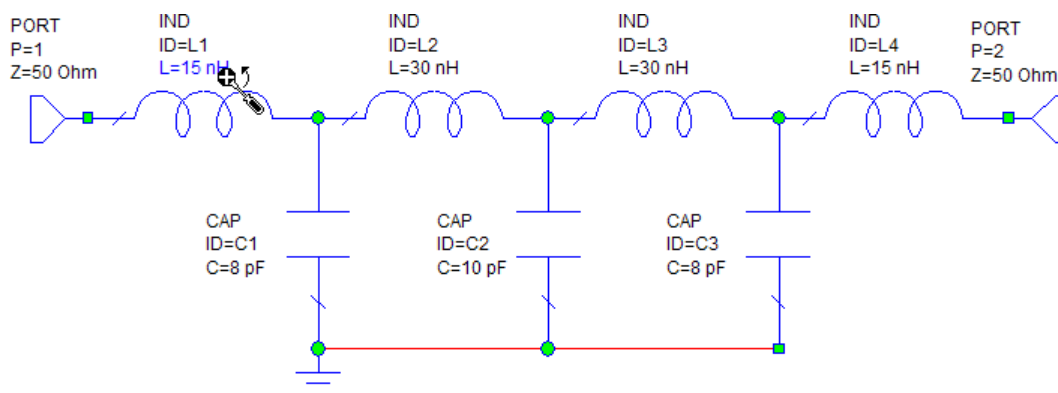 PORT
P=1
Z=50 Ohm
IND
ID=L1
L=15 nH
IND
ID=L2
L=30 nH
IND
ID=L3
L=30 nH
IND
ID=L4
L=15 nH
PORT
P=2
Z=50 Ohm
CAP
ID=C1
C=8 pF
CAP
ID=C2
C=10 pF
CAP
ID=C3
C=8 pF